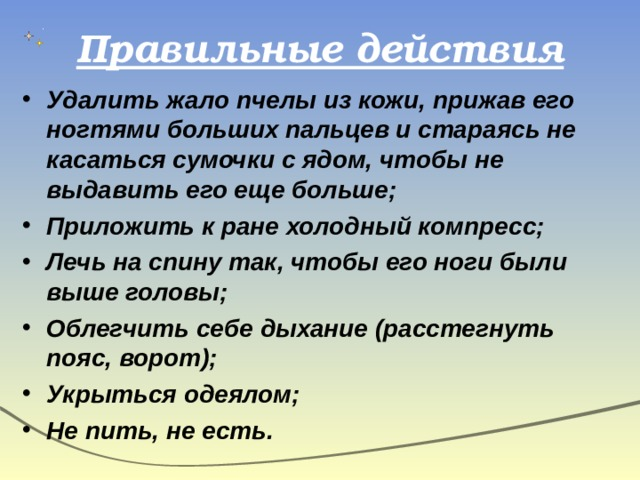 Правильные действия
• Удалить жало пчелы из кожи, прижав его
ногтями больших пальцев и стараясь не
касаться сумочки с ядом, чтобы не
выдавить его еще больше;
• Приложить к ране холодный компресс;
• Лечь на спину так, чтобы его ноги были
выше головы;
• Облегчить себе дыхание (расстегнуть
пояс, ворот);
• Укрыться одеялом;
• Не пить, не есть.